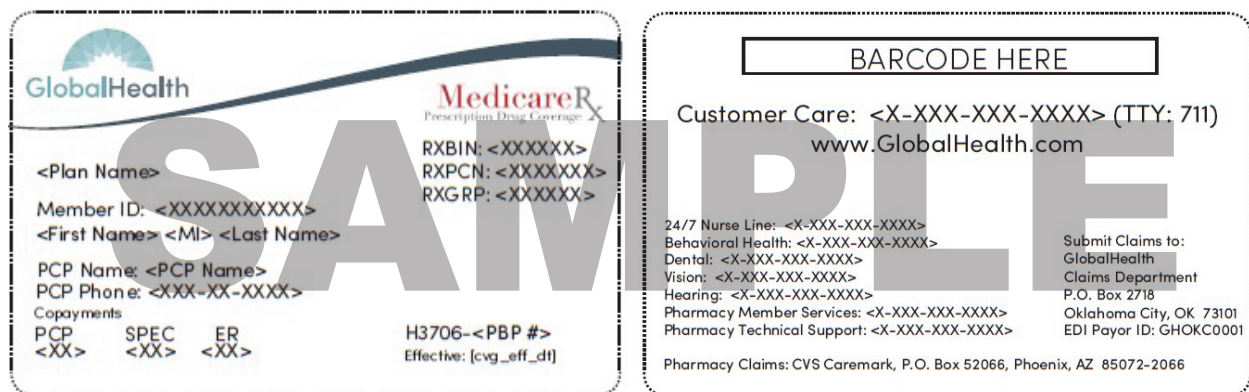 GlobalHealth
MedicareRx
Prescription Drug Coverage
RXBIN: <XXXXXX>
RXPCN: <XXXXXXX>
RXGRP: <XXXXXX>
<Plan Name>
Member ID: <XXXXXXXXXXX>
<First Name> <MI> <Last Name>
PCP Name: <PCP Name>
PCP Phone: <XXX-XX-XXXX>
Copayments
PCP SPEC ER
<XX> <XX> <XX>
H3706-<PBP #>
Effective: [cvg_eff_dt]
SAMPLE
BARCODE HERE
Customer Care: <X-XXX-XXX-XXXX> (TTY: 711)
www.GlobalHealth.com
24/7 Nurse Line: <X-XXX-XXX-XXXX>
Behavioral Health: <X-XXX-XXX-XXXX>
Dental: <X-XXX-XXX-XXXX>
Vision: <X-XXX-XXX-XXXX>
Hearing: <X-XXX-XXX-XXXX>
Pharmacy Member Services: <X-XXX-XXX-XXXX>
Pharmacy Technical Support: <X-XXX-XXX-XXXX>
Submit Claims to:
GlobalHealth
Claims Department
P.O. Box 2718
Oklahoma City, OK 73101
EDI Payor ID: GHOKC0001
Pharmacy Claims: CVS Caremark, P.O. Box 52066, Phoenix, AZ 85072-2066